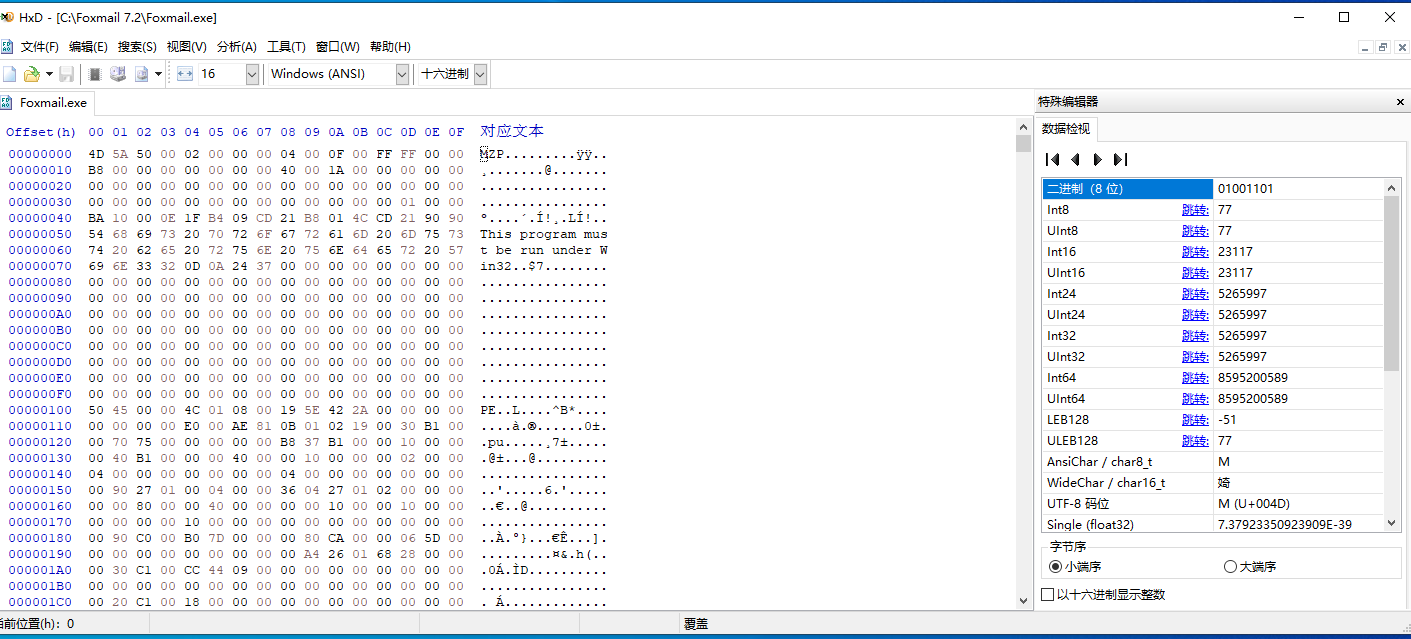 HxD - [C:\Foxmail 7.2\Foxmail.exe]
文件(F) 编辑(E) 搜索(S) 视图(V) 分析(A) 工具(T) 窗口(W) 帮助(H)
16 Windows (ANSI) 十六进制
Foxmail.exe
Offset(h) 00 01 02 03 04 05 06 07 08 09 0A 0B 0C 0D 0E 0F 对应文本
00000000 4D 5A 50 00 02 00 00 00 04 00 0F 00 FF FF 00 00 MZP.........ÿÿ..
00000010 B8 00 00 00 00 00 00 00 40 00 1A 00 00 00 00 00 ¸.......@.......
00000020 00 00 00 00 00 00 00 00 00 00 00 00 00 00 00 00 ................
00000030 00 00 00 00 00 00 00 00 00 00 00 00 00 01 00 00 ................
00000040 BA 10 00 0E 1F B4 09 CD 21 B8 01 4C CD 21 90 90 º....´.Í!¸.LÍ!..
00000050 54 68 69 73 20 70 72 6F 67 72 61 6D 20 6D 75 73 This program mus
00000060 74 20 62 65 20 72 75 6E 20 75 6E 64 65 72 20 57 t be run under W
00000070 69 6E 33 32 0D 0A 24 37 00 00 00 00 00 00 00 00 in32..$7........
00000080 00 00 00 00 00 00 00 00 00 00 00 00 00 00 00 00 ................
00000090 00 00 00 00 00 00 00 00 00 00 00 00 00 00 00 00 ................
000000A0 00 00 00 00 00 00 00 00 00 00 00 00 00 00 00 00 ................
000000B0 00 00 00 00 00 00 00 00 00 00 00 00 00 00 00 00 ................
000000C0 00 00 00 00 00 00 00 00 00 00 00 00 00 00 00 00 ................
000000D0 00 00 00 00 00 00 00 00 00 00 00 00 00 00 00 00 ................
000000E0 00 00 00 00 00 00 00 00 00 00 00 00 00 00 00 00 ................
000000F0 00 00 00 00 00 00 00 00 00 00 00 00 00 00 00 00 ................
00000100 50 45 00 00 4C 01 08 00 19 5E 42 2A 00 00 00 00 PE..L....^B*....
00000110 00 00 00 00 E0 00 AE 81 0B 01 02 19 00 30 B1 00 ....à.®......0±.
00000120 00 70 75 00 00 00 00 00 B8 37 B1 00 00 10 00 00 .pu.....¸7±.....
00000130 00 40 B1 00 00 00 40 00 00 10 00 00 00 02 00 00 .@±...@.........
00000140 04 00 00 00 00 00 00 00 04 00 00 00 00 00 00 00 ................
00000150 00 90 27 01 00 04 00 00 36 04 27 01 02 00 00 00 ..'.....6.'.....
00000160 00 00 80 00 00 40 00 00 00 00 10 00 00 10 00 00 ..€..@..........
00000170 00 00 00 00 10 00 00 00 00 00 00 00 00 00 00 00 ................
00000180 00 90 C0 00 B0 7D 00 00 00 80 CA 00 00 06 5D 00 ..À.°}...€Ê...].
00000190 00 00 00 00 00 00 00 00 00 A4 26 01 68 28 00 00 .........¤&.h(..
000001A0 00 30 C1 00 CC 44 09 00 00 00 00 00 00 00 00 00 .0Á.ÌD..........
000001B0 00 00 00 00 00 00 00 00 00 00 00 00 00 00 00 00 ................
000001C0 00 20 C1 00 18 00 00 00 00 00 00 00 00 00 00 00 . Á.............
特殊编辑器
数据检视
二进制（8 位） 01001101
Int8 跳转: 77
UInt8 跳转: 77
Int16 跳转: 23117
UInt16 跳转: 23117
Int24 跳转: 5265997
UInt24 跳转: 5265997
Int32 跳转: 5265997
UInt32 跳转: 5265997
Int64 跳转: 8595200589
UInt64 跳转: 8595200589
LEB128 跳转: -51
ULEB128 跳转: 77
AnsiChar / char8_t M
WideChar / char16_t 婍
UTF-8 码位 M (U+004D)
Single (float32) 7.37923350923909E-39
字节序
小端序 大端序
以十六进制显示整数
当前位置(h): 0 覆盖